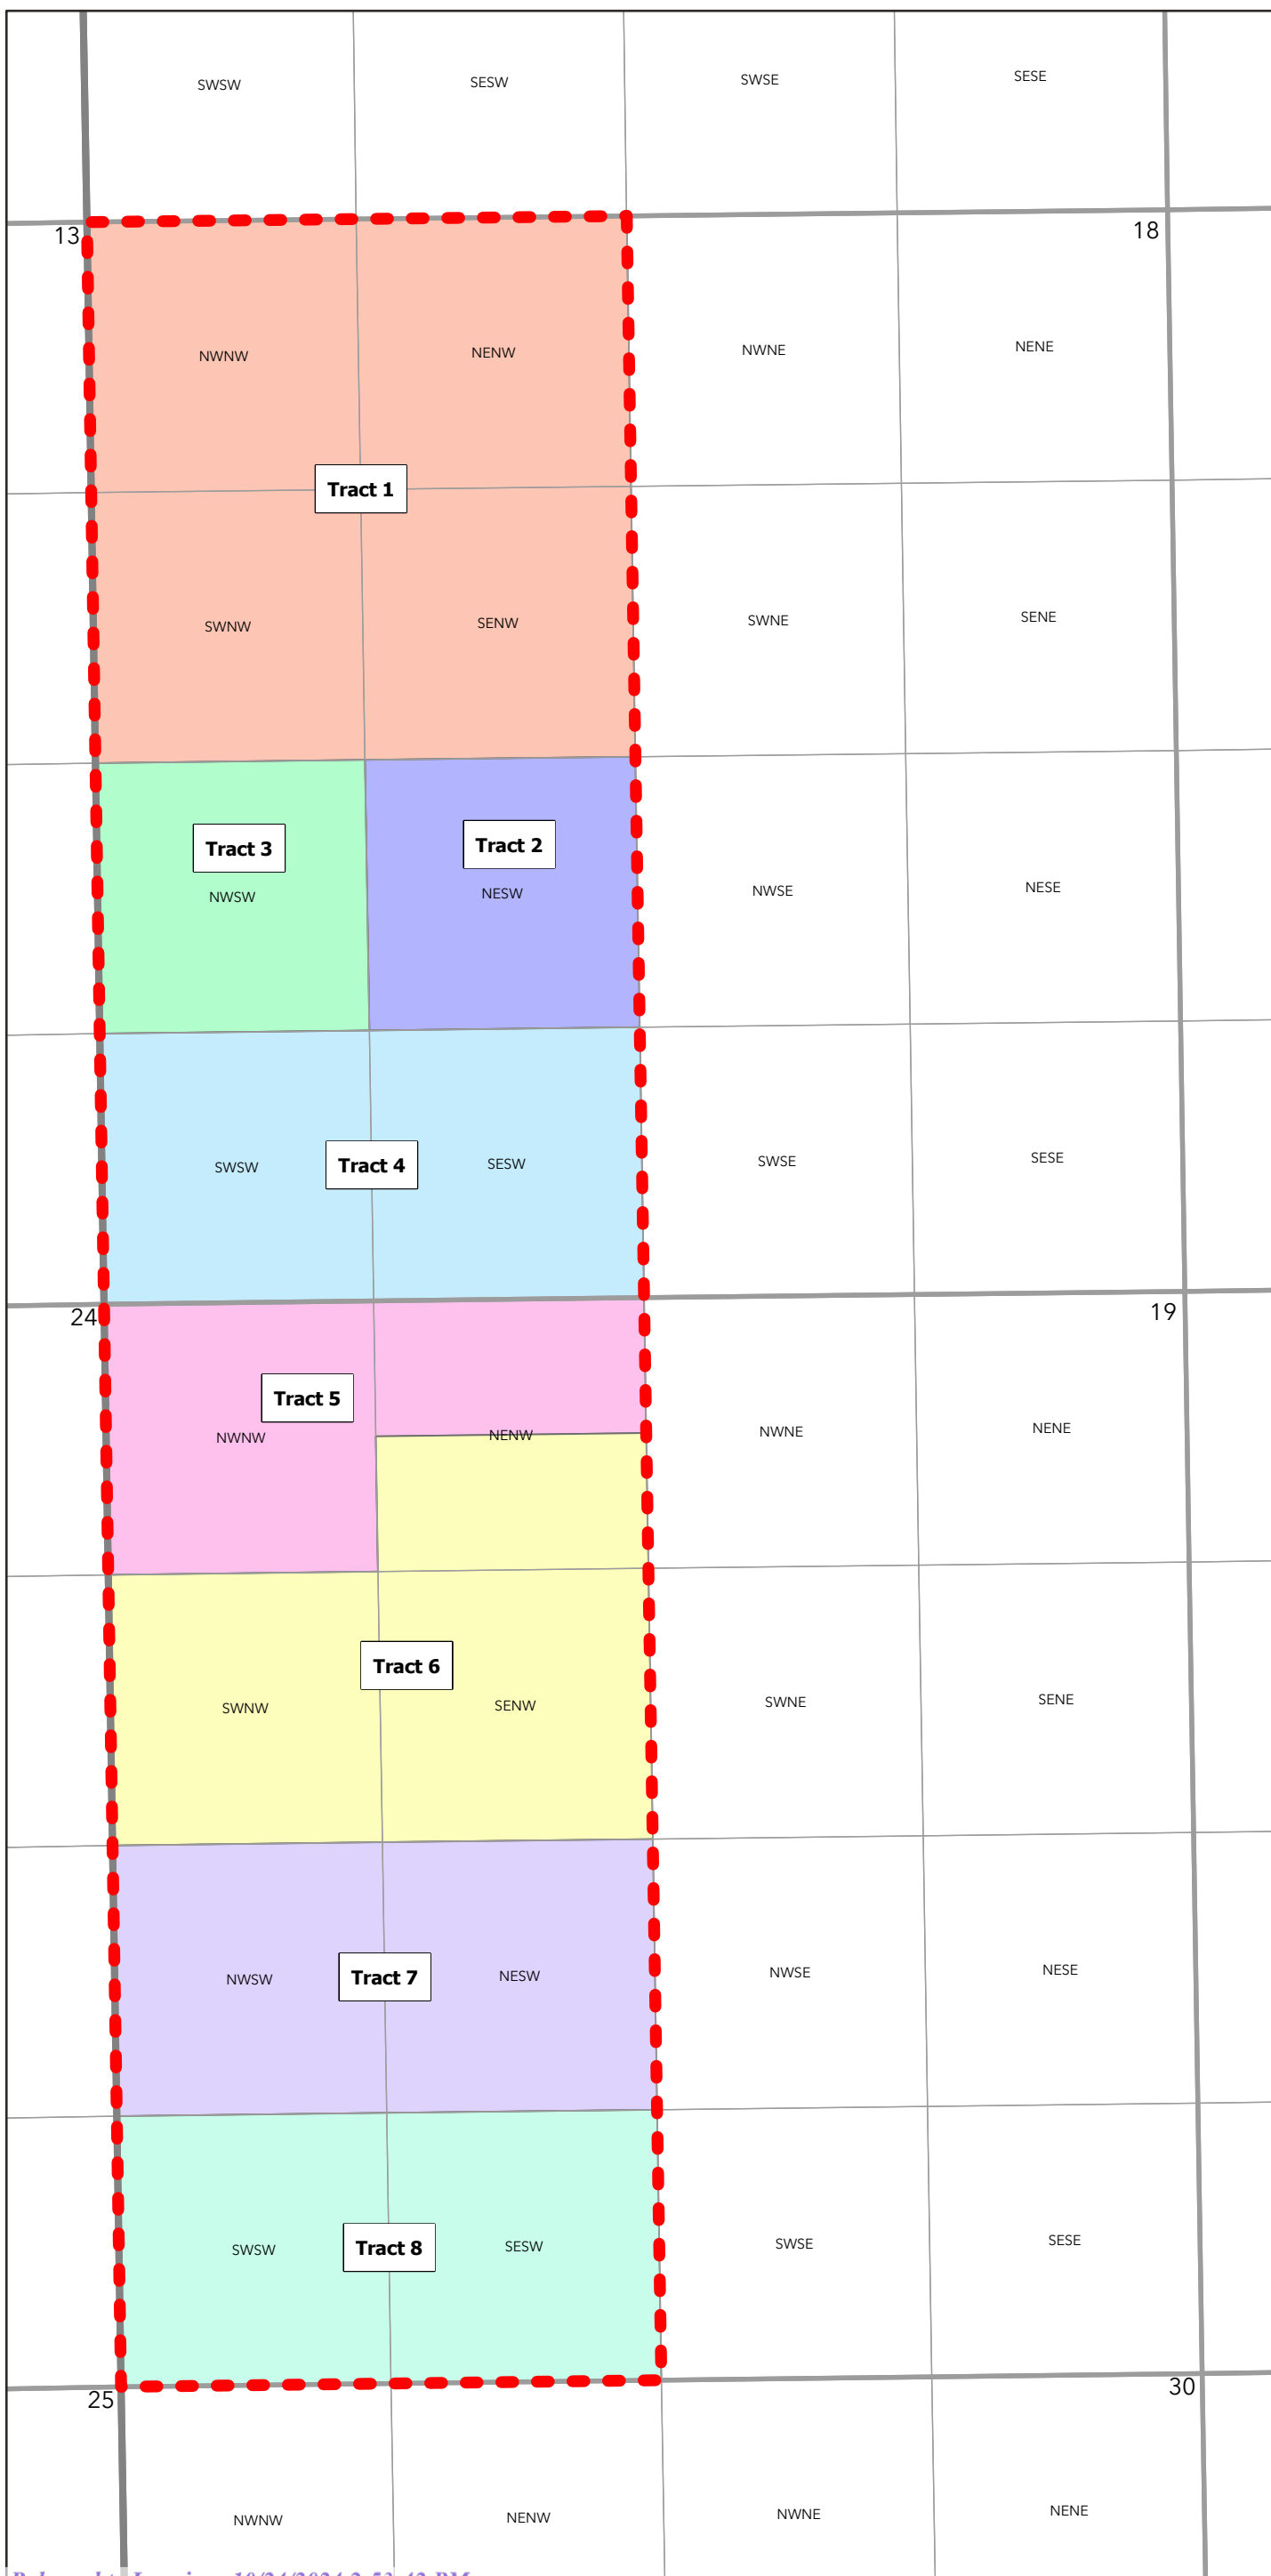 SWSW SESW SWSE SESE
13 18
NWNW NENW NWNE NENE
Tract 1
SWNW SENW SWNE SENE
Tract 3 Tract 2
NWSW NESW NWSE NESE
SWSW Tract 4 SESW SWSE SESE
24 19
Tract 5
NWNW NENW NWNE NENE
Tract 6
SWNW SENW SWNE SENE
NWSW Tract 7 NESW NWSE NESE
SWSW Tract 8 SESW SWSE SESE
25 30
NWNW NENW NWNE NENE